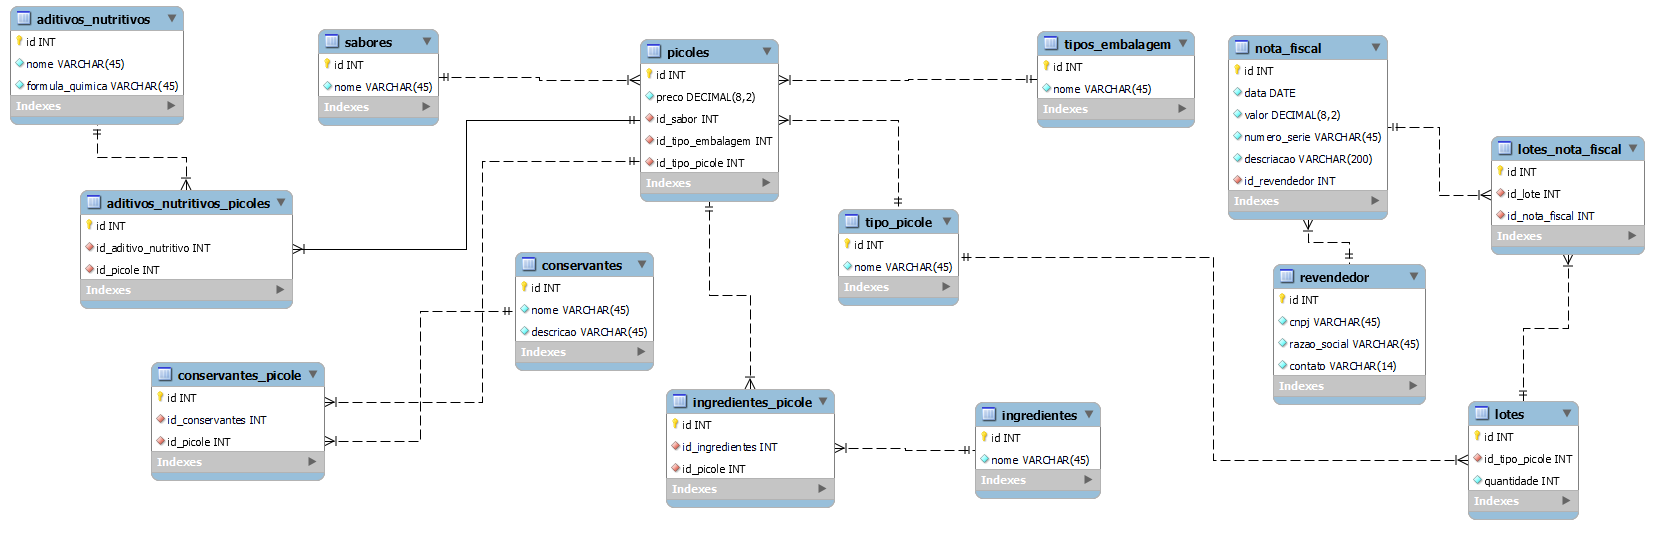 aditivos_nutritivos
id INT
nome VARCHAR(45)
formula_quimica VARCHAR(45)
Indexes
sabores
id INT
nome VARCHAR(45)
Indexes
picoles
id INT
preco DECIMAL(8,2)
id_sabor INT
id_tipo_embalagem INT
id_tipo_picole INT
Indexes
tipos_embalagem
id INT
nome VARCHAR(45)
Indexes
nota_fiscal
id INT
data DATE
valor DECIMAL(8,2)
numero_serie VARCHAR(45)
descriacao VARCHAR(200)
id_revendedor INT
Indexes
lotes_nota_fiscal
id INT
id_lote INT
id_nota_fiscal INT
Indexes
aditivos_nutritivos_picoles
id INT
id_aditivo_nutritivo INT
id_picole INT
Indexes
tipo_picole
id INT
nome VARCHAR(45)
Indexes
conservantes
id INT
nome VARCHAR(45)
descricao VARCHAR(45)
Indexes
revendedor
id INT
cnpj VARCHAR(45)
razao_social VARCHAR(45)
contato VARCHAR(14)
Indexes
conservantes_picole
id INT
id_conservantes INT
id_picole INT
Indexes
ingredientes_picole
id INT
id_ingredientes INT
id_picole INT
Indexes
ingredientes
id INT
nome VARCHAR(45)
Indexes
lotes
id INT
id_tipo_picole INT
quantidade INT
Indexes